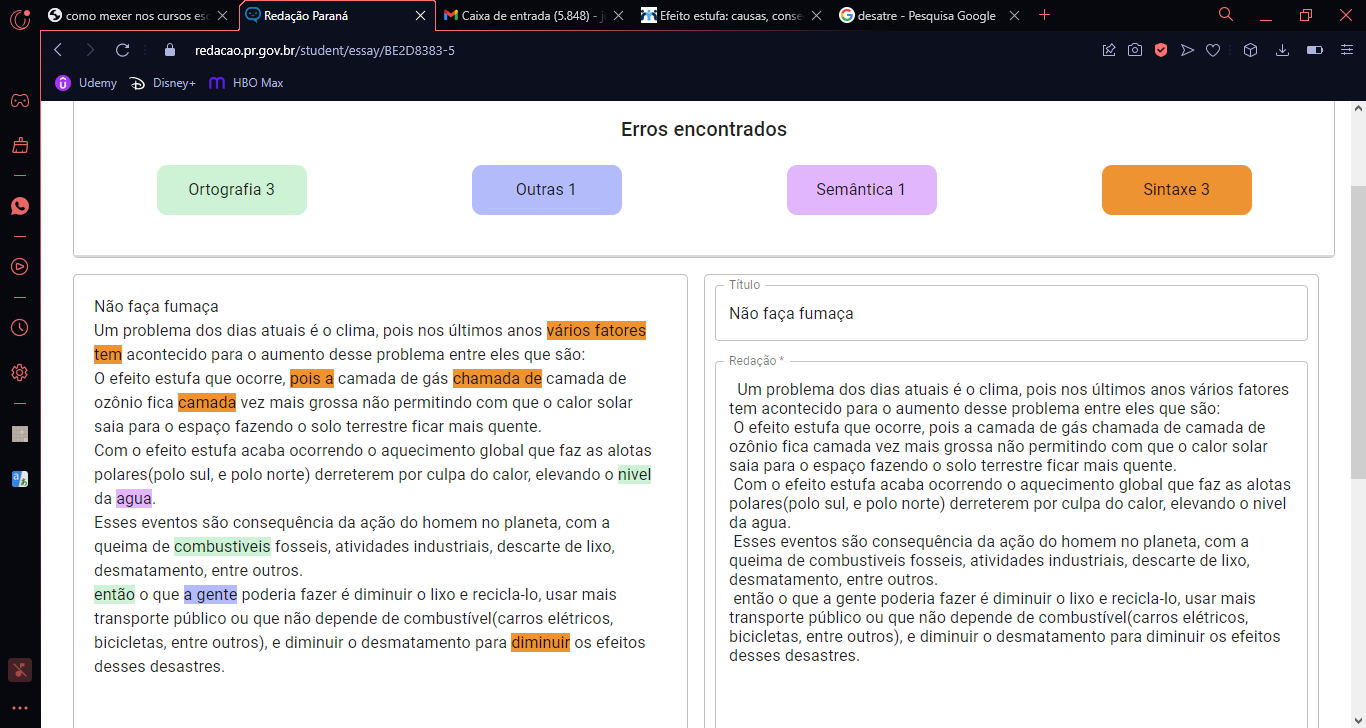 como mexer nos cursos es
Redação Paraná
Caixa de entrada (5.848) - j
Efeito estufa: causas, conse
desatre - Pesquisa Google
redacao.pr.gov.br/student/essay/BE2D8383-5
Udemy
Disney+
HBO Max
Erros encontrados
Ortografia 3
Outras 1
Semântica 1
Sintaxe 3
Não faça fumaça
Um problema dos dias atuais é o clima, pois nos últimos anos vários fatores
tem acontecido para o aumento desse problema entre eles que são:
O efeito estufa que ocorre, pois a camada de gás chamada de camada de
ozônio fica camada vez mais grossa não permitindo com que o calor solar
saia para o espaço fazendo o solo terrestre ficar mais quente.
Com o efeito estufa acaba ocorrendo o aquecimento global que faz as alotas
polares(polo sul, e polo norte) derreterem por culpa do calor, elevando o nivel
da agua.
Esses eventos são consequência da ação do homem no planeta, com a
queima de combustiveis fosseis, atividades industriais, descarte de lixo,
desmatamento, entre outros.
então o que a gente poderia fazer é diminuir o lixo e recicla-lo, usar mais
transporte público ou que não depende de combustível(carros elétricos,
bicicletas, entre outros), e diminuir o desmatamento para diminuir os efeitos
desses desastres.
Título
Não faça fumaça
Redação *
Um problema dos dias atuais é o clima, pois nos últimos anos vários fatores
tem acontecido para o aumento desse problema entre eles que são:
O efeito estufa que ocorre, pois a camada de gás chamada de camada de
ozônio fica camada vez mais grossa não permitindo com que o calor solar
saia para o espaço fazendo o solo terrestre ficar mais quente.
Com o efeito estufa acaba ocorrendo o aquecimento global que faz as alotas
polares(polo sul, e polo norte) derreterem por culpa do calor, elevando o nivel
da agua.
Esses eventos são consequência da ação do homem no planeta, com a
queima de combustiveis fosseis, atividades industriais, descarte de lixo,
desmatamento, entre outros.
então o que a gente poderia fazer é diminuir o lixo e recicla-lo, usar mais
transporte público ou que não depende de combustível(carros elétricos,
bicicletas, entre outros), e diminuir o desmatamento para diminuir os efeitos
desses desastres.